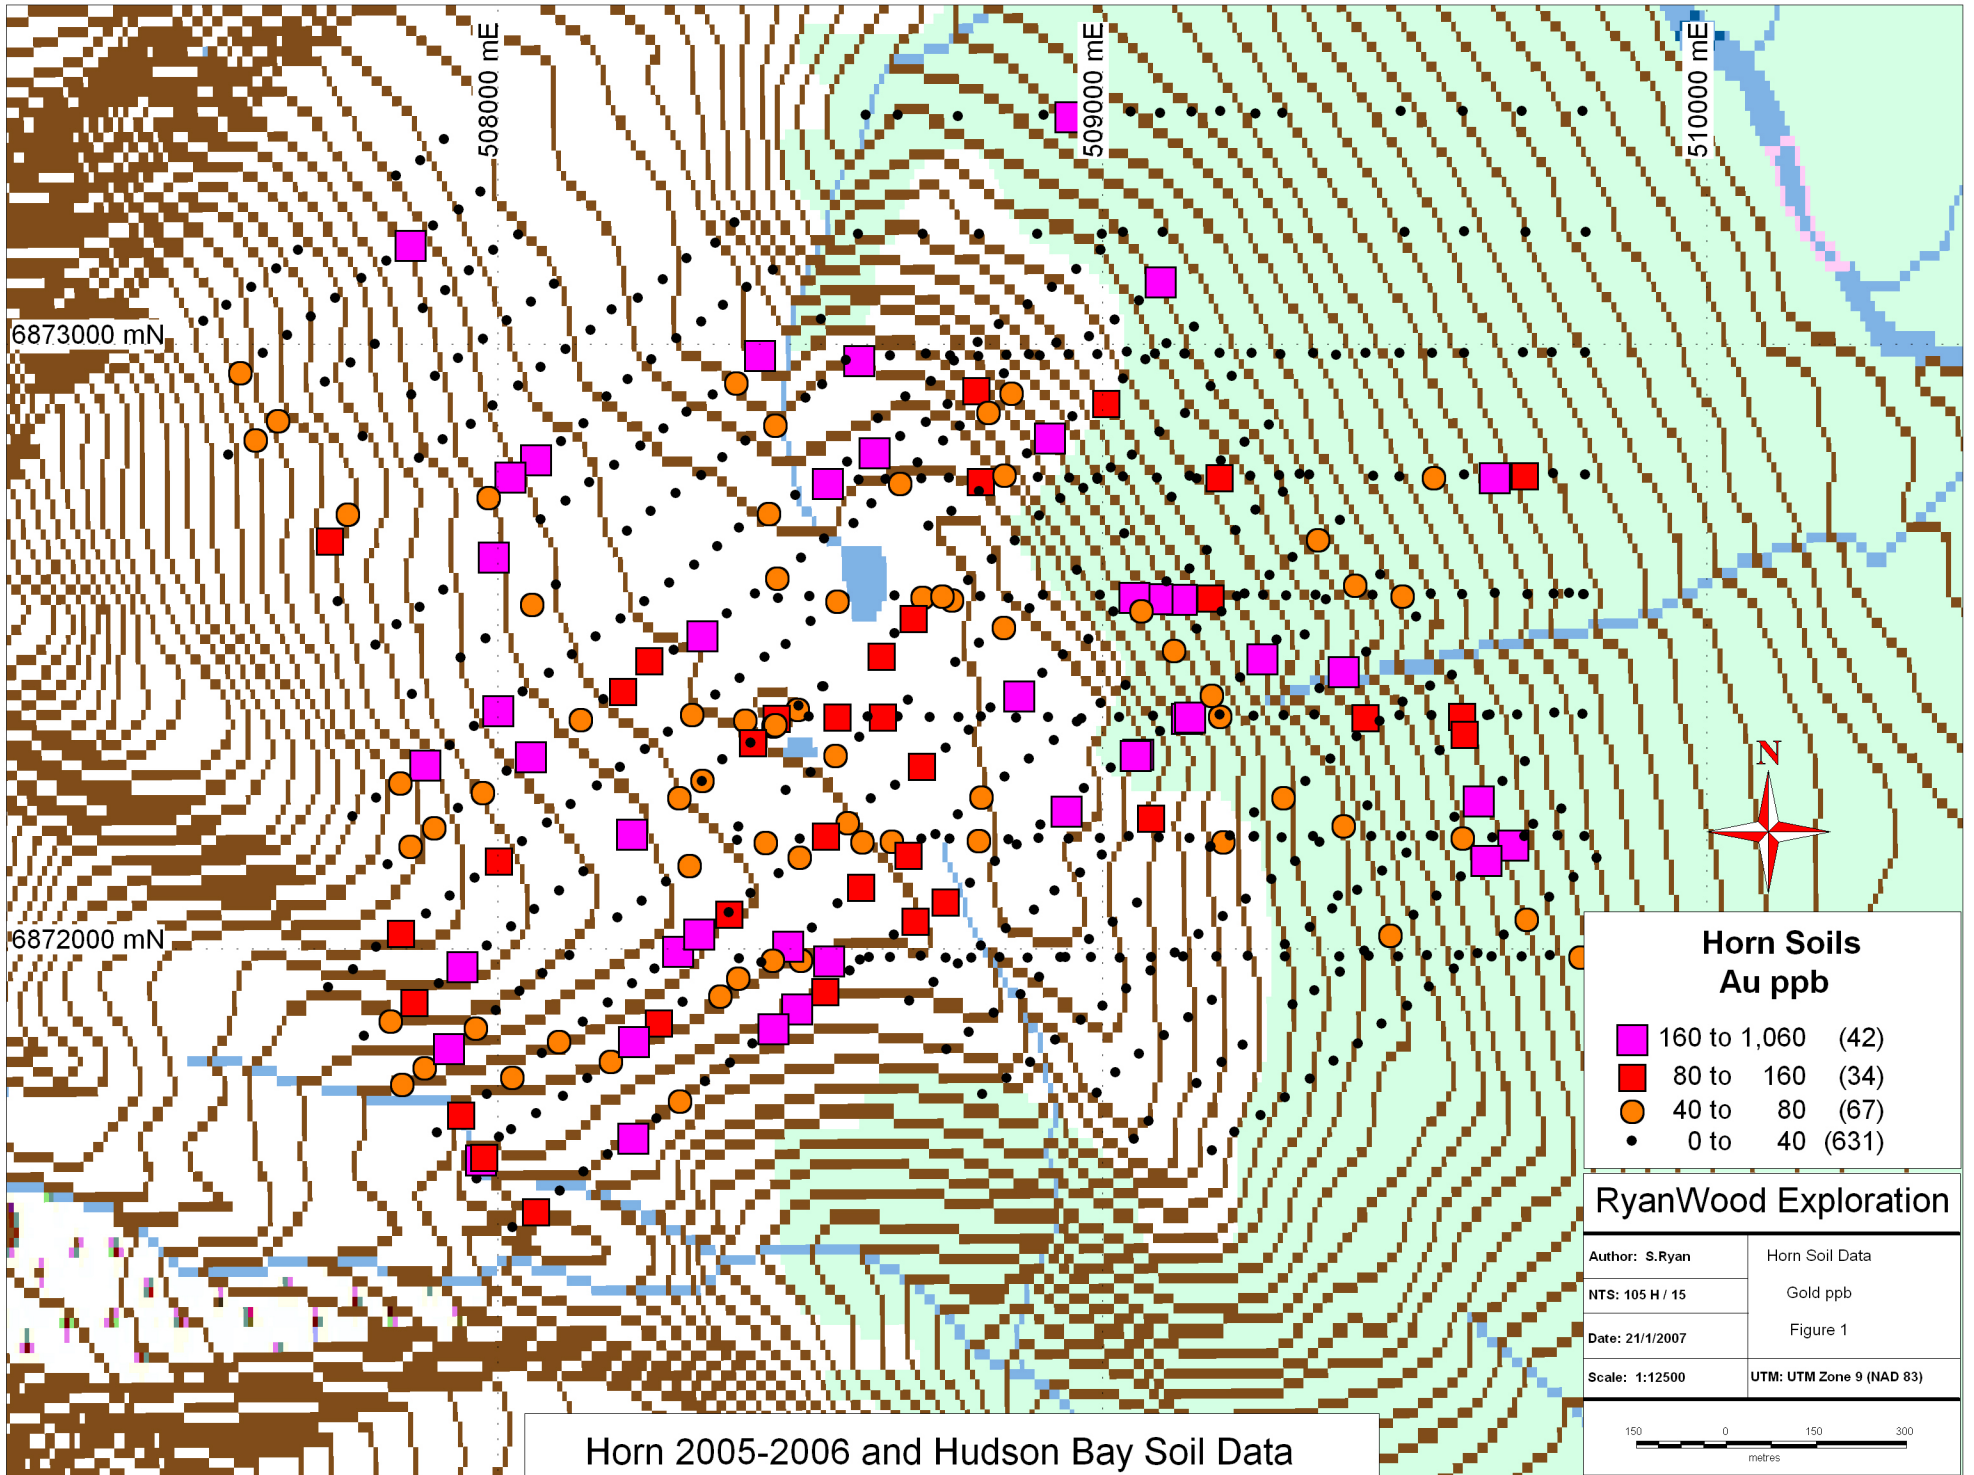 508000 mE
509000 mE
510000 mE
6873000 mN
6872000 mN
N
Horn Soils
Au ppb
160 to 1,060 (42)
80 to 160 (34)
40 to 80 (67)
0 to 40 (631)
RyanWood Exploration
Author: S.Ryan
NTS: 105 H / 15
Date: 21/1/2007
Scale: 1:12500
Horn Soil Data
Gold ppb
Figure 1
UTM: UTM Zone 9 (NAD 83)
150 0 150 300
metres
Horn 2005-2006 and Hudson Bay Soil Data